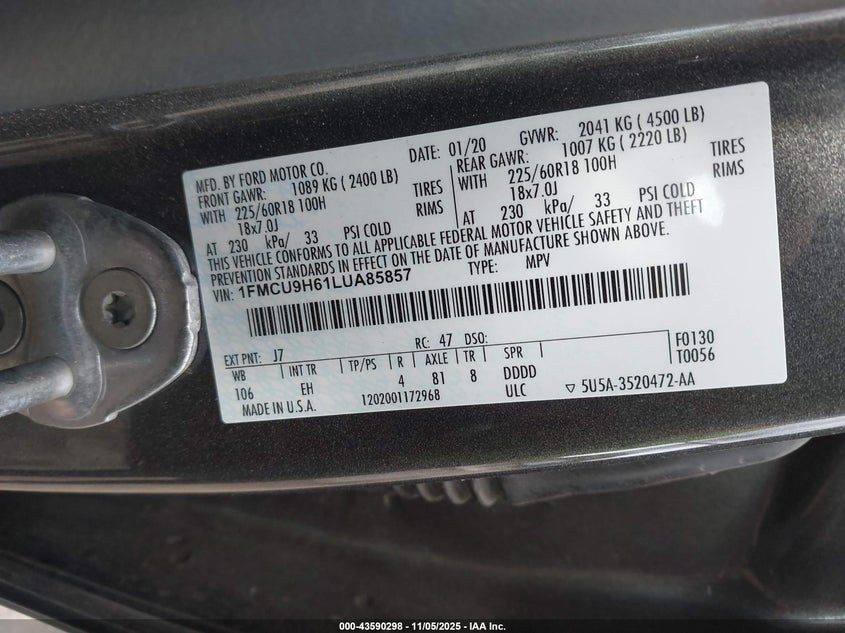 MFD. BY FORD MOTOR CO.
DATE: 01/20 GVWR: 2041 KG ( 4500 LB)
FRONT GAWR: 1089 KG ( 2400 LB) REAR GAWR: 1007 KG ( 2220 LB)
WITH 225/60R18 100H TIRES WITH 225/60R18 100H TIRES
18x7.0J RIMS 18x7.0J RIMS
AT 230 kPa/ 33 PSI COLD AT 230 kPa/ 33 PSI COLD
THIS VEHICLE CONFORMS TO ALL APPLICABLE FEDERAL MOTOR VEHICLE SAFETY AND THEFT
PREVENTION STANDARDS IN EFFECT ON THE DATE OF MANUFACTURE SHOWN ABOVE.
VIN: 1FMCU9H61LUA85857 TYPE: MPV
EXT PNT: J7 RC: 47 DSO: F0130
WB INT TR TP/PS R AXLE TR SPR T0056
106 EH 4 81 8 DDDD
MADE IN U.S.A. 1202001172968 ULC ▽ 5U5A-3520472-AA
000-43590298 - 11/05/2025 - IAA Inc.